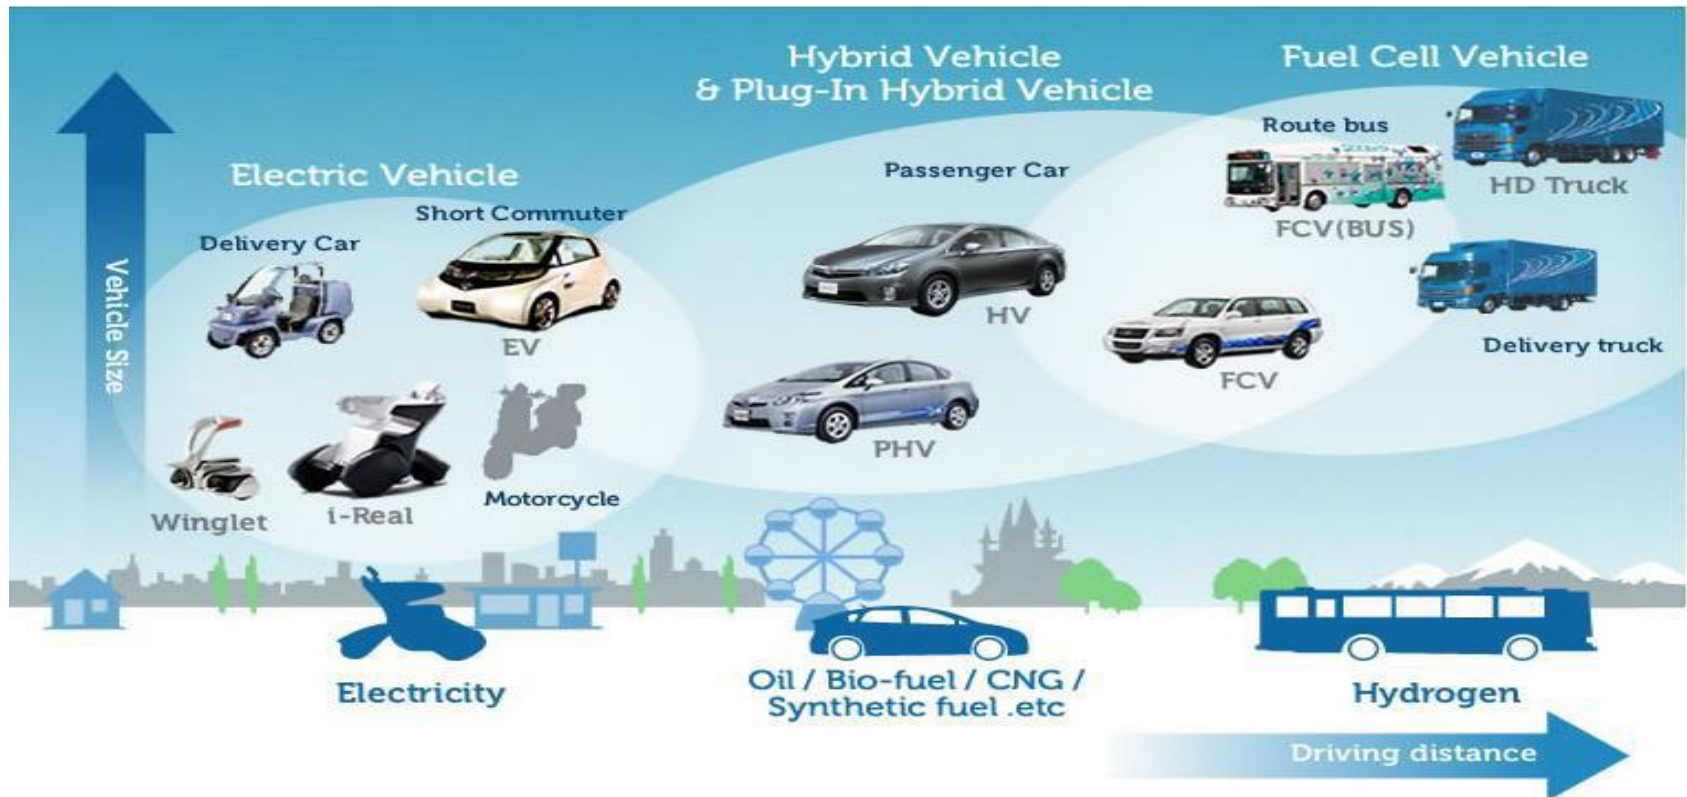 Hybrid Vehicle
& Plug-In Hybrid Vehicle
Fuel Cell Vehicle
Electric Vehicle
Vehicle Size
Delivery Car
Short Commuter
EV
Winglet
i-Real
Motorcycle
Passenger Car
HV
PHV
Route bus
FCV(BUS)
HD Truck
FCV
Delivery truck
Electricity
Oil / Bio-fuel / CNG /
Synthetic fuel .etc
Hydrogen
Driving distance